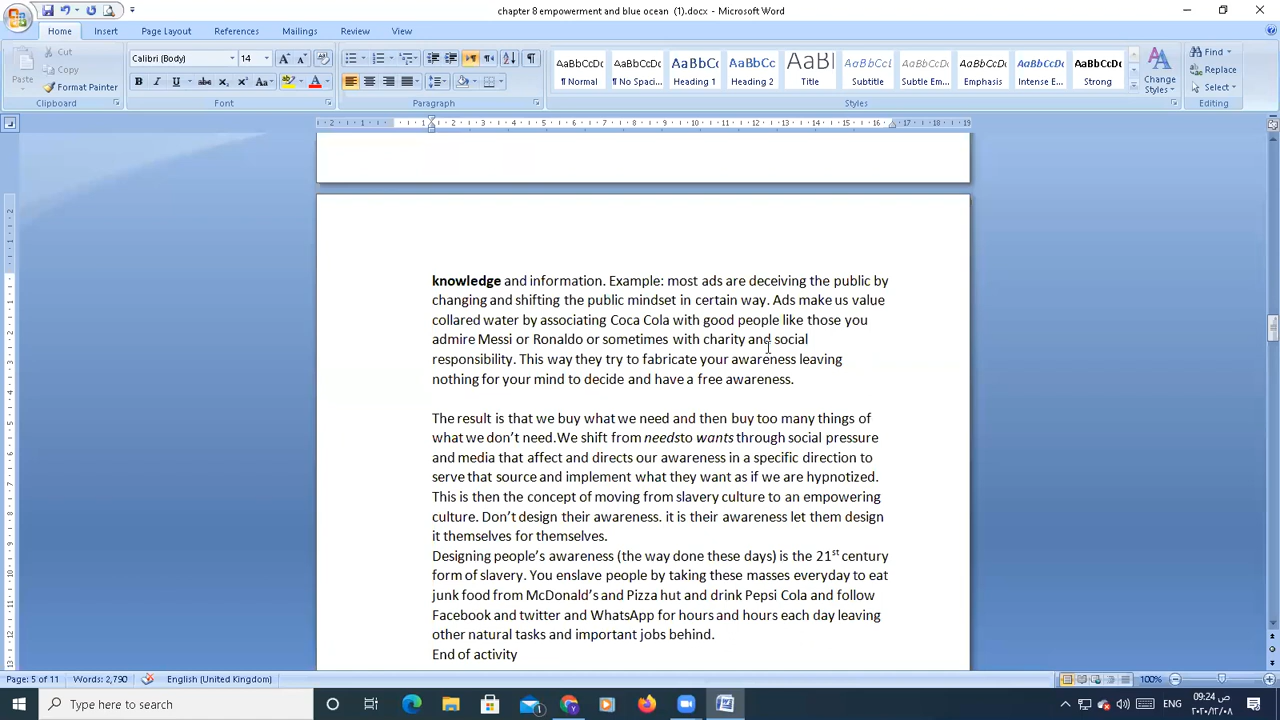 chapter 8 empowerment and blue ocean (1).docx - Microsoft Word
Home Insert Page Layout References Mailings Review View
Paste
Cut
Copy
Format Painter
Clipboard
Calibri (Body) 14
Font
Paragraph
AaBbCcDc AaBbCcDc AaBbCc AaBbCc AaBb AaBbCcDc AaBbCcDc AaBbCcDc AaBbCcDc AaBbCcDc
¶ Normal ¶ No Spaci... Heading 1 Heading 2 Title Subtitle Subtle Em... Emphasis Intense E... Strong
Change Styles
Styles
Find
Replace
Select
Editing
knowledge and information. Example: most ads are deceiving the public by
changing and shifting the public mindset in certain way. Ads make us value
collared water by associating Coca Cola with good people like those you
admire Messi or Ronaldo or sometimes with charity and social
responsibility. This way they try to fabricate your awareness leaving
nothing for your mind to decide and have a free awareness.
The result is that we buy what we need and then buy too many things of
what we don't need.We shift from needsto wants through social pressure
and media that affect and directs our awareness in a specific direction to
serve that source and implement what they want as if we are hypnotized.
This is then the concept of moving from slavery culture to an empowering
culture. Don't design their awareness. it is their awareness let them design
it themselves for themselves.
Designing people's awareness (the way done these days) is the 21st century
form of slavery. You enslave people by taking these masses everyday to eat
junk food from McDonald's and Pizza hut and drink Pepsi Cola and follow
Facebook and twitter and WhatsApp for hours and hours each day leaving
other natural tasks and important jobs behind.
End of activity
Page: 5 of 11 Words: 2,790 English (United States) 100%
Type here to search
ENG
ص 09:24
٢٠٢٠/١٢/٠٨